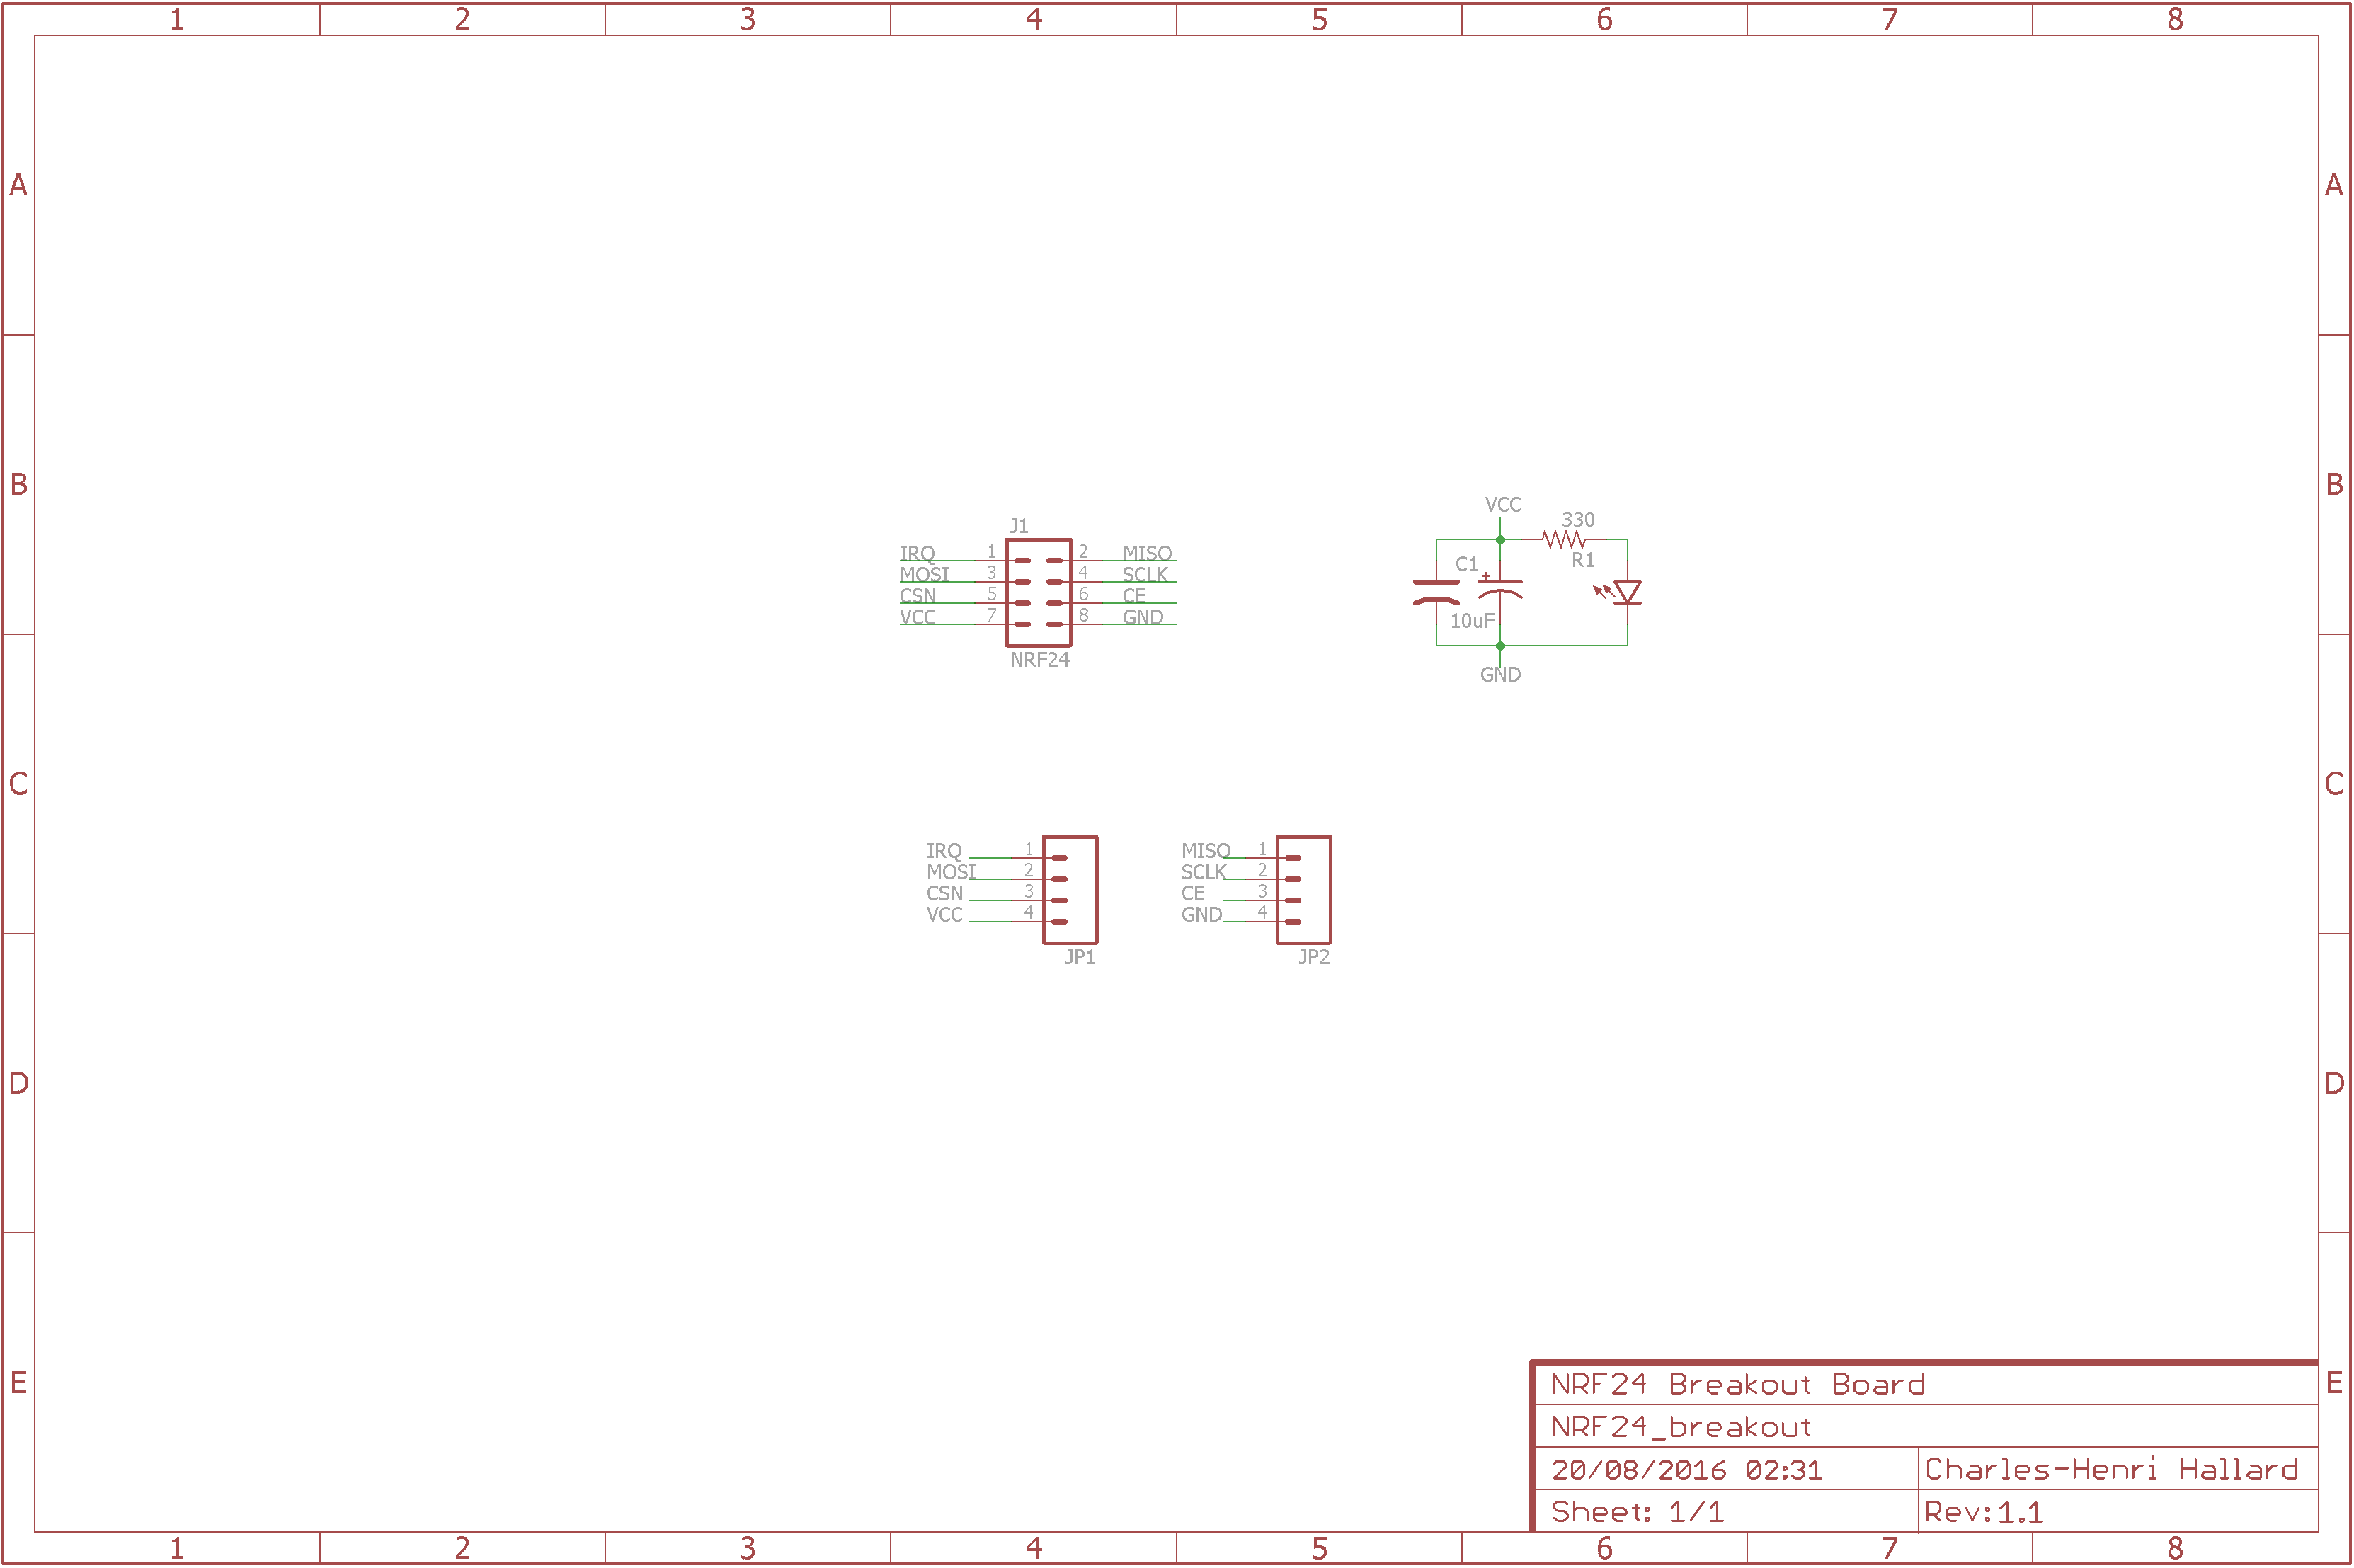 1 2 3 4 5 6 7 8
A A
B B
C C
D D
E E
J1
IRQ 1 2 MISO
MOSI 3 4 SCLK
CSN 5 6 CE
VCC 7 8 GND
NRF24
VCC
330
R1
C1 +
10uF
GND
IRQ 1
MOSI 2
CSN 3
VCC 4
JP1
MISO 1
SCLK 2
CE 3
GND 4
JP2
NRF24 Breakout Board
NRF24_breakout
20/08/2016 02:31 Charles-Henri Hallard
Sheet: 1/1 Rev:1.1
1 2 3 4 5 6 7 8